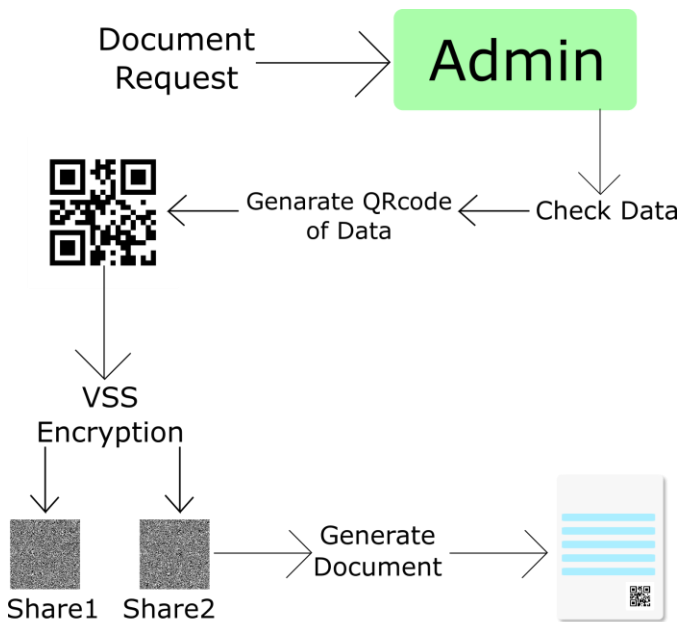 Document
Request
Admin
Check Data
Genarate QRcode
of Data
VSS
Encryption
Share1
Share2
Generate
Document